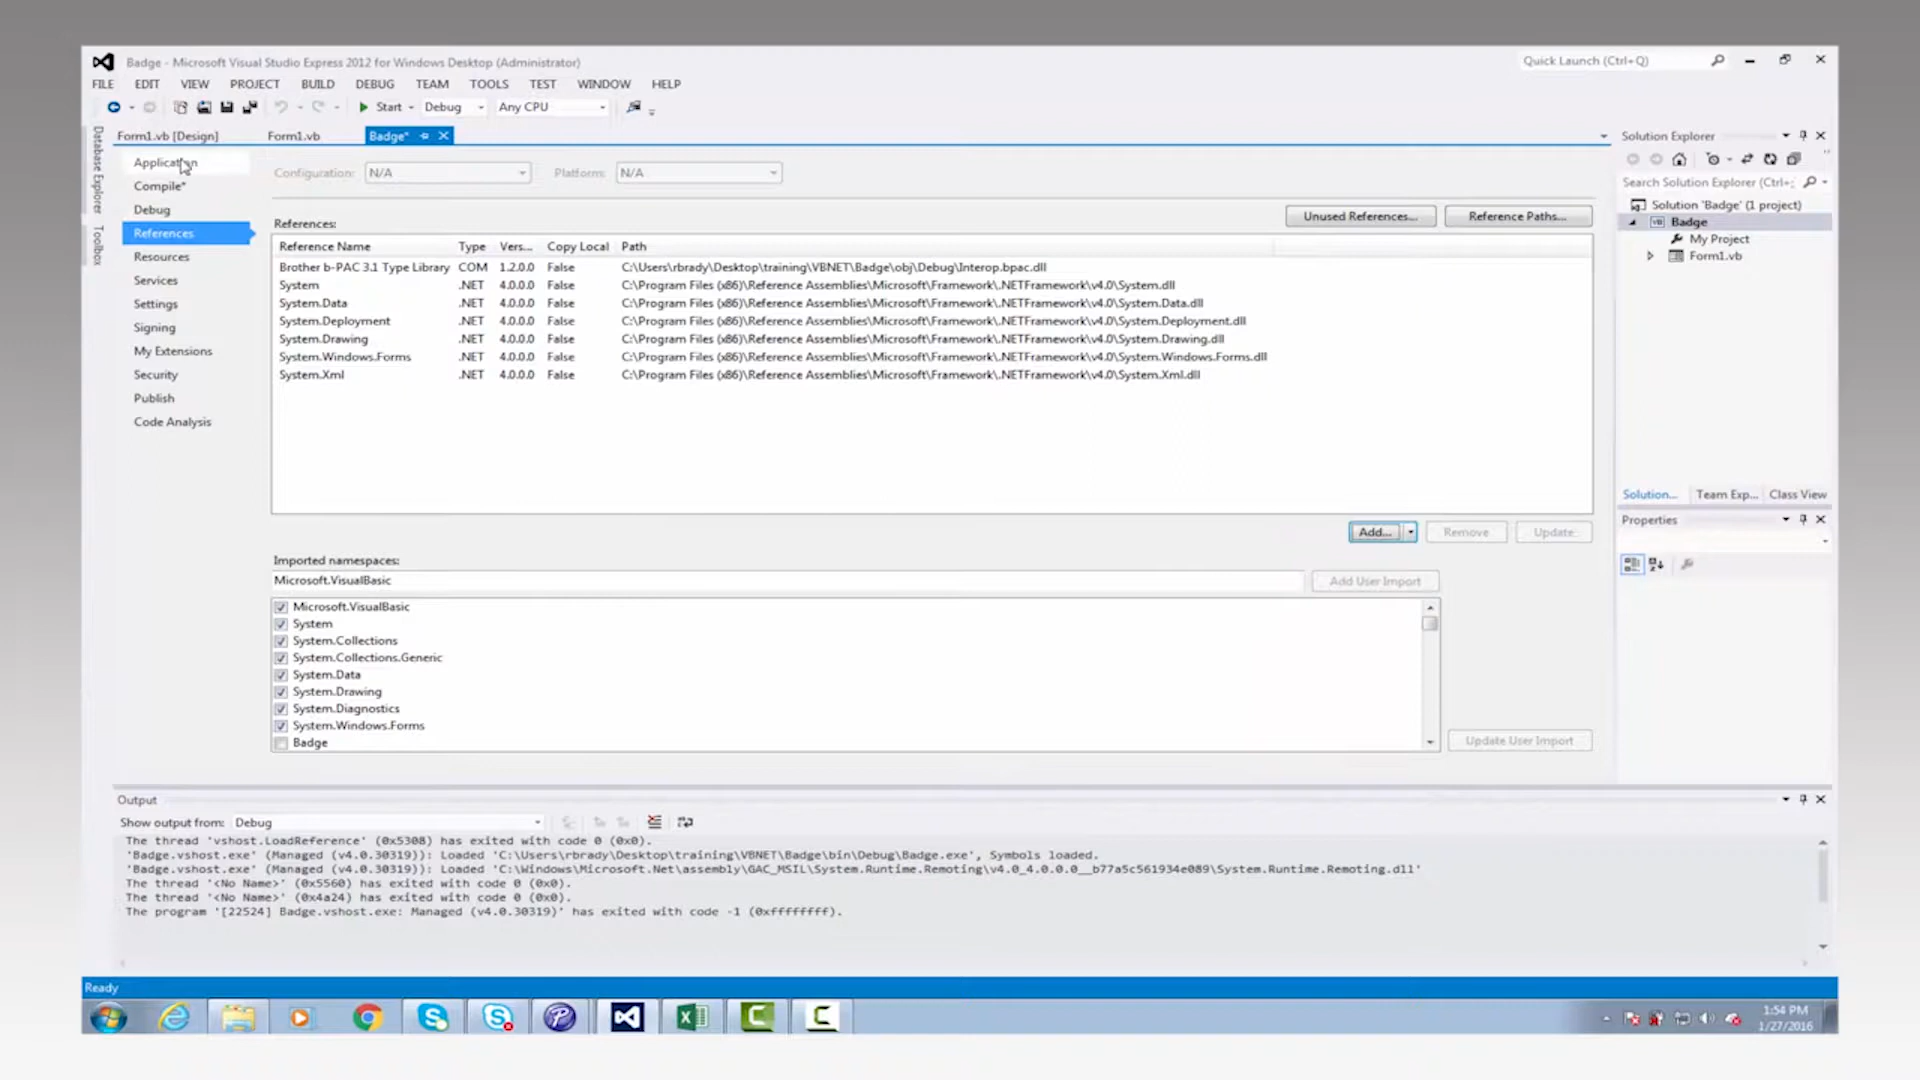 Badge - Microsoft Visual Studio Express 2012 for Windows Desktop (Administrator)
Quick Launch (Ctrl+Q)
FILE EDIT VIEW PROJECT BUILD DEBUG TEAM TOOLS TEST WINDOW HELP
Start Debug Any CPU
Database Explorer
Toolbox
Form1.vb [Design] Form1.vb Badge*
Application
Compile*
Debug
References
Resources
Services
Settings
Signing
My Extensions
Security
Publish
Code Analysis
Configuration: N/A Platform: N/A
References:
Unused References... Reference Paths...
Reference Name Type Vers... Copy Local Path
Brother b-PAC 3.1 Type Library COM 1.2.0.0 False C:\Users\rbrady\Desktop\training\VBNET\Badge\obj\Debug\Interop.bpac.dll
System .NET 4.0.0.0 False C:\Program Files (x86)\Reference Assemblies\Microsoft\Framework\.NETFramework\v4.0\System.dll
System.Data .NET 4.0.0.0 False C:\Program Files (x86)\Reference Assemblies\Microsoft\Framework\.NETFramework\v4.0\System.Data.dll
System.Deployment .NET 4.0.0.0 False C:\Program Files (x86)\Reference Assemblies\Microsoft\Framework\.NETFramework\v4.0\System.Deployment.dll
System.Drawing .NET 4.0.0.0 False C:\Program Files (x86)\Reference Assemblies\Microsoft\Framework\.NETFramework\v4.0\System.Drawing.dll
System.Windows.Forms .NET 4.0.0.0 False C:\Program Files (x86)\Reference Assemblies\Microsoft\Framework\.NETFramework\v4.0\System.Windows.Forms.dll
System.Xml .NET 4.0.0.0 False C:\Program Files (x86)\Reference Assemblies\Microsoft\Framework\.NETFramework\v4.0\System.Xml.dll
Add... Remove Update
Imported namespaces:
Microsoft.VisualBasic
Add User Import
Microsoft.VisualBasic
System
System.Collections
System.Collections.Generic
System.Data
System.Drawing
System.Diagnostics
System.Windows.Forms
Badge
Update User Import
Solution Explorer
Search Solution Explorer (Ctrl+;
Solution 'Badge' (1 project)
Badge
My Project
Form1.vb
Solution... Team Exp... Class View
Properties
Output
Show output from: Debug
The thread 'vshost.LoadReference' (0x5308) has exited with code 0 (0x0).
'Badge.vshost.exe' (Managed (v4.0.30319)): Loaded 'C:\Users\rbrady\Desktop\training\VBNET\Badge\bin\Debug\Badge.exe', Symbols loaded.
'Badge.vshost.exe' (Managed (v4.0.30319)): Loaded 'C:\Windows\Microsoft.Net\assembly\GAC_MSIL\System.Runtime.Remoting\v4.0_4.0.0.0__b77a5c561934e089\System.Runtime.Remoting.dll'
The thread '<No Name>' (0x5560) has exited with code 0 (0x0).
The thread '<No Name>' (0x4a24) has exited with code 0 (0x0).
The program '[22524] Badge.vshost.exe: Managed (v4.0.30319)' has exited with code -1 (0xffffffff).
Ready
1:54 PM
1/27/2016